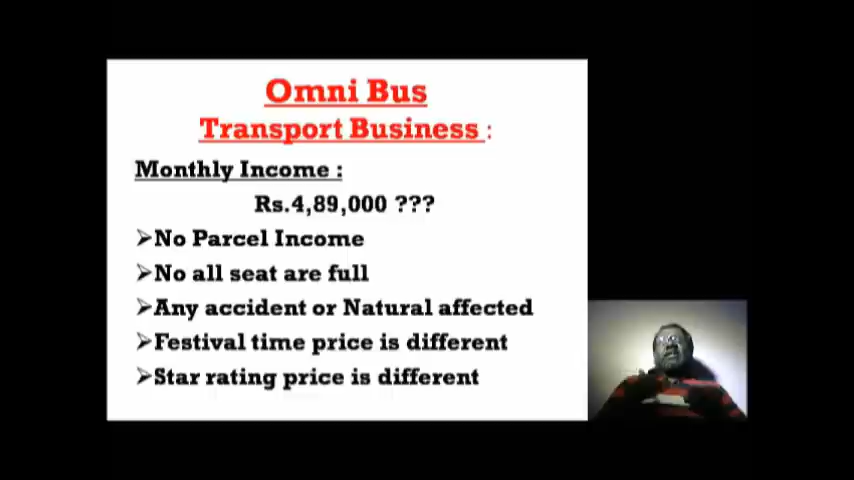 Omni Bus
Transport Business :
Monthly Income :
Rs.4,89,000 ???
➢No Parcel Income
➢No all seat are full
➢Any accident or Natural affected
➢Festival time price is different
➢Star rating price is different